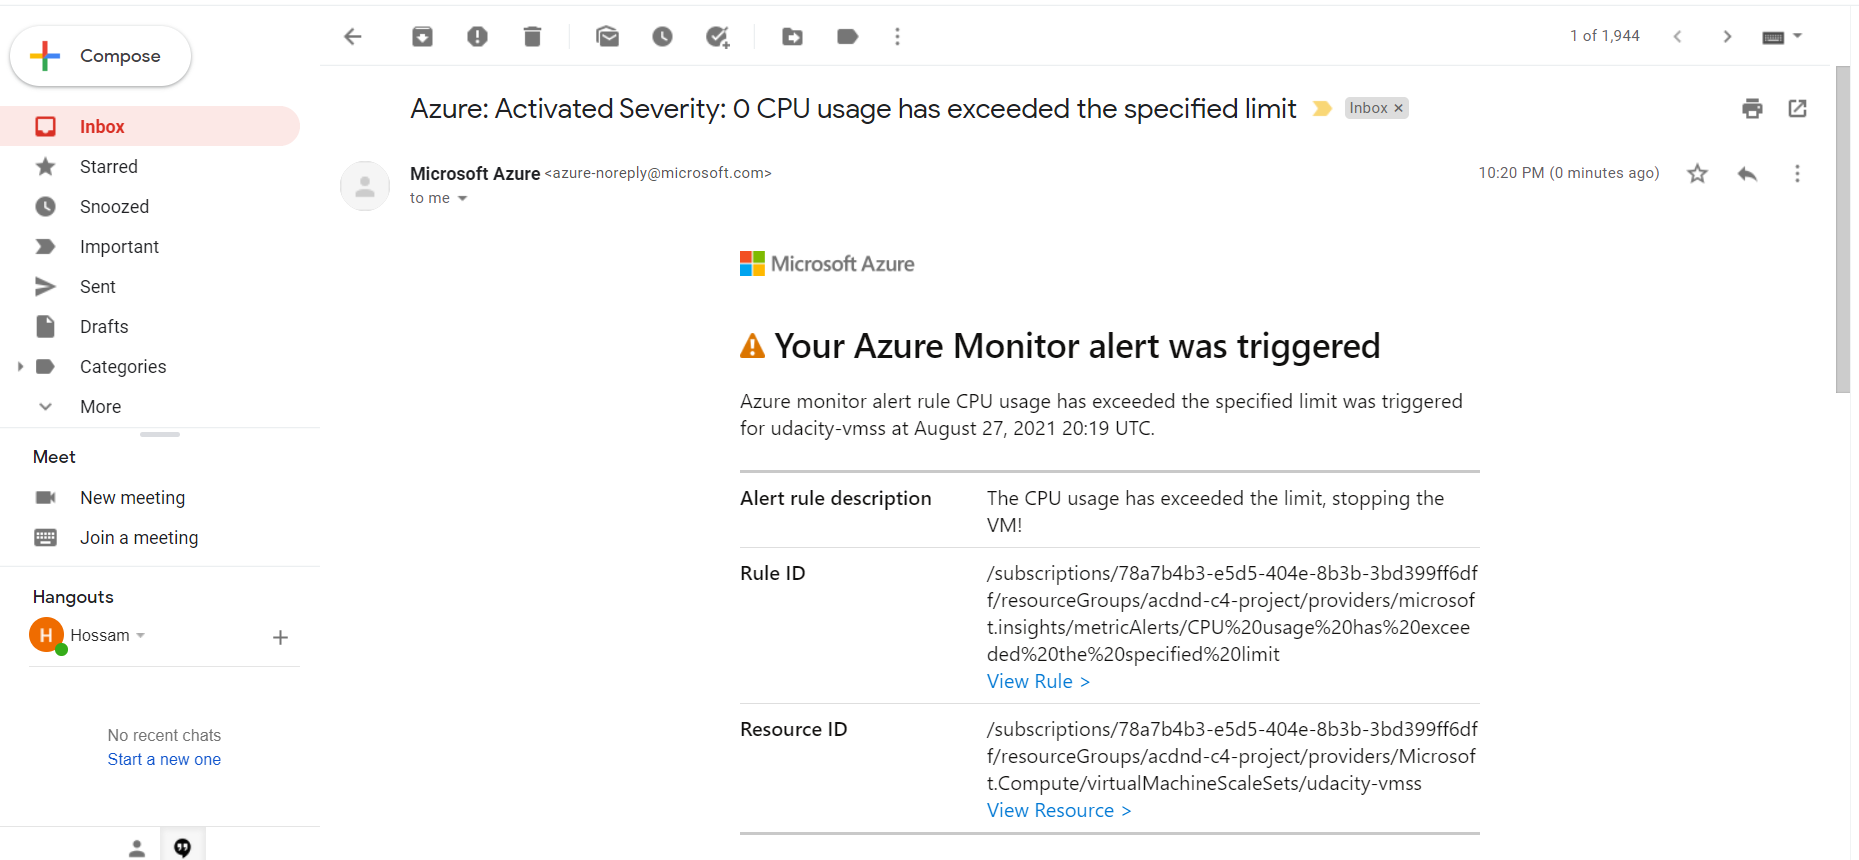 Compose
1 of 1,944
Inbox
Starred
Snoozed
Important
Sent
Drafts
Categories
More
Meet
New meeting
Join a meeting
Hangouts
H
Hossam
No recent chats
Start a new one
Azure: Activated Severity: 0 CPU usage has exceeded the specified limit
Inbox ×
Microsoft Azure <azure-noreply@microsoft.com>
10:20 PM (0 minutes ago)
to me
Microsoft Azure
Your Azure Monitor alert was triggered
Azure monitor alert rule CPU usage has exceeded the specified limit was triggered
for udacity-vmss at August 27, 2021 20:19 UTC.
Alert rule description
The CPU usage has exceeded the limit, stopping the
VM!
Rule ID
/subscriptions/78a7b4b3-e5d5-404e-8b3b-3bd399ff6df
f/resourceGroups/acdnd-c4-project/providers/microsof
t.insights/metricAlerts/CPU%20usage%20has%20excee
ded%20the%20specified%20limit
View Rule >
Resource ID
/subscriptions/78a7b4b3-e5d5-404e-8b3b-3bd399ff6df
f/resourceGroups/acdnd-c4-project/providers/Microsof
t.Compute/virtualMachineScaleSets/udacity-vmss
View Resource >